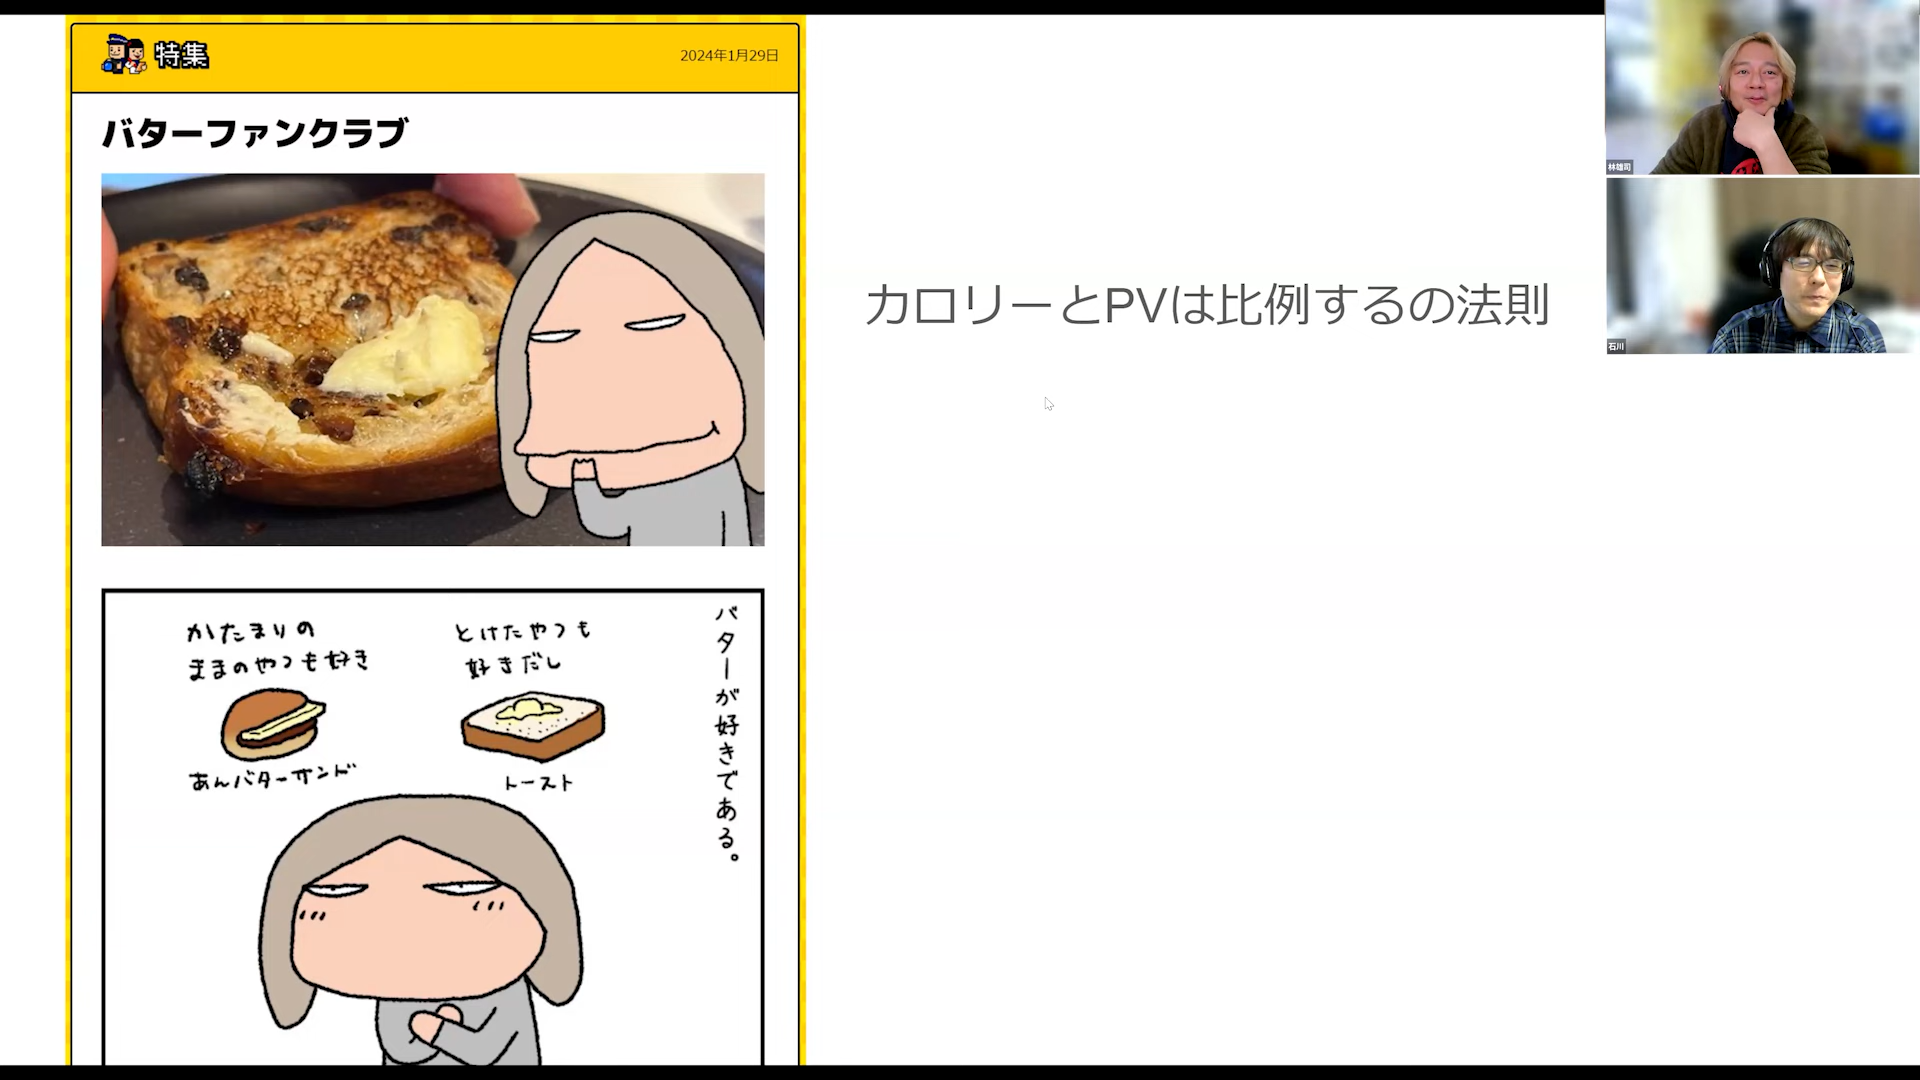 特集
2024年1月29日
バターファンクラブ
バターが好きである。
とけたやつも
好きだし
トースト
かたまりの
ままのやつも好き
あんバターサンド
カロリーとPVは比例するの法則
林雄司
石川